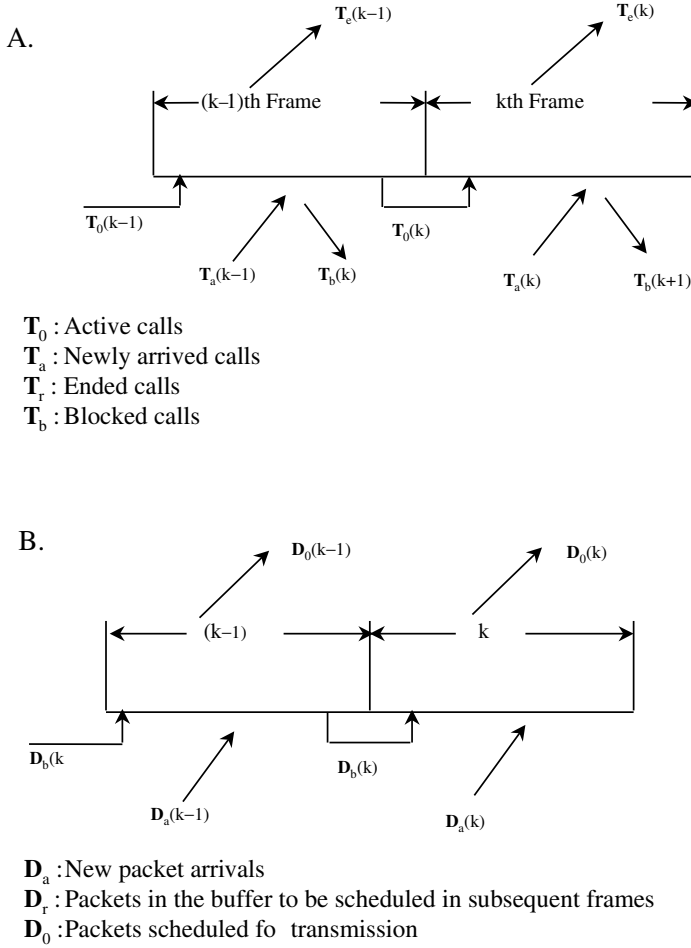 A.
T_e(k−1)
T_e(k)
(k−1)th Frame
kth Frame
T_0(k−1)
T_0(k)
T_a(k−1)
T_b(k)
T_a(k)
T_b(k+1)
T_0 : Active calls
T_a : Newly arrived calls
T_r : Ended calls
T_b : Blocked calls
B.
D_0(k−1)
D_0(k)
(k−1)
k
D_b(k
D_b(k)
D_a(k−1)
D_a(k)
D_a : New packet arrivals
D_r : Packets in the buffer to be scheduled in subsequent frames
D_0 : Packets scheduled fo transmission